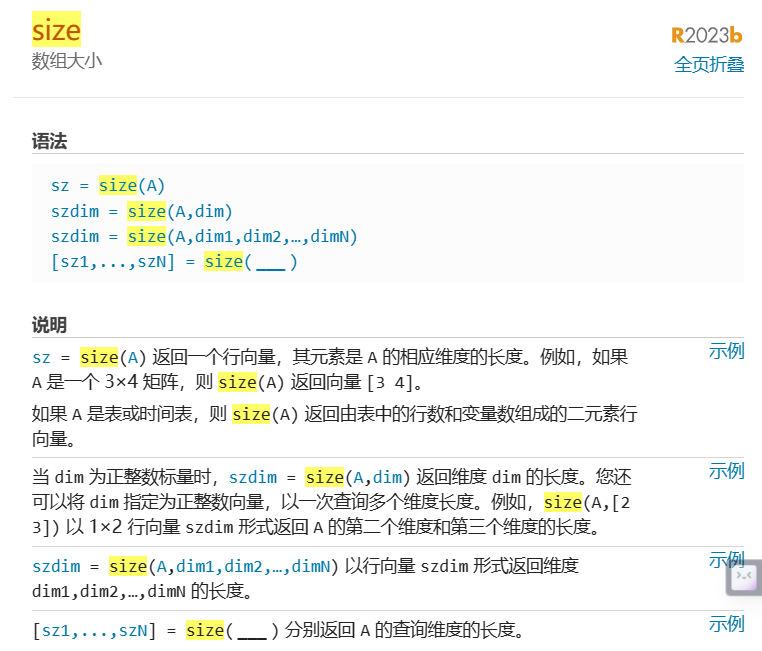 size
R2023b
数组大小
全页折叠
语法
sz = size(A)
szdim = size(A,dim)
szdim = size(A,dim1,dim2,…,dimN)
[sz1,...,szN] = size(___)
说明
sz = size(A) 返回一个行向量，其元素是 A 的相应维度的长度。例如，如果
示例
A 是一个 3×4 矩阵，则 size(A) 返回向量 [3 4]。
如果 A 是表或时间表，则 size(A) 返回由表中的行数和变量数组成的二元素行
向量。
当 dim 为正整数标量时，szdim = size(A,dim) 返回维度 dim 的长度。您还
示例
可以将 dim 指定为正整数向量，以一次查询多个维度长度。例如，size(A,[2
3]) 以 1×2 行向量 szdim 形式返回 A 的第二个维度和第三个维度的长度。
szdim = size(A,dim1,dim2,…,dimN) 以行向量 szdim 形式返回维度
示例
dim1,dim2,…,dimN 的长度。
[sz1,...,szN] = size(___) 分别返回 A 的查询维度的长度。
示例